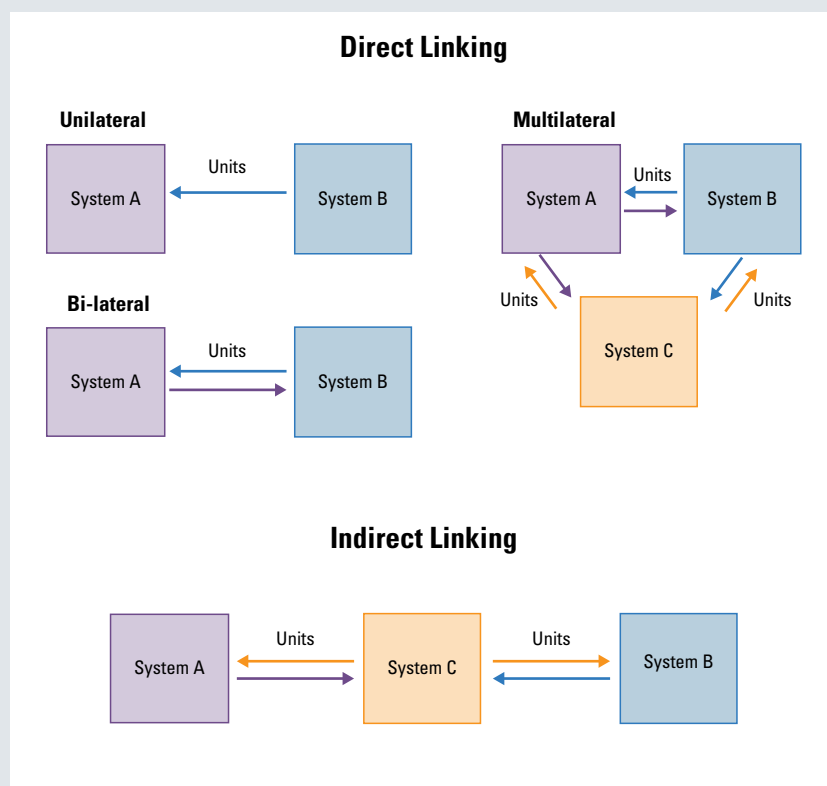 Direct Linking
Unilateral
System A
Units
System B
Bi-lateral
System A
Units
System B
Multilateral
System A
Units
System B
Units
Units
System C
Indirect Linking
System A
Units
System C
Units
System B